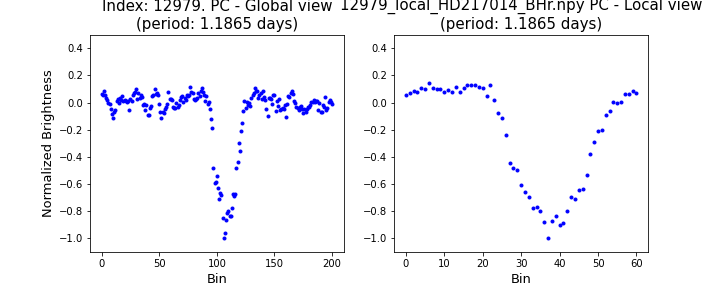 Index: 12979. PC - Global view
(period: 1.1865 days)
12979_local_HD217014_BHr.npy PC - Local view
(period: 1.1865 days)
Normalized Brightness
0.4
0.2
0.0
−0.2
−0.4
−0.6
−0.8
−1.0
0 50 100 150 200
Bin
0.4
0.2
0.0
−0.2
−0.4
−0.6
−0.8
−1.0
0 10 20 30 40 50 60
Bin